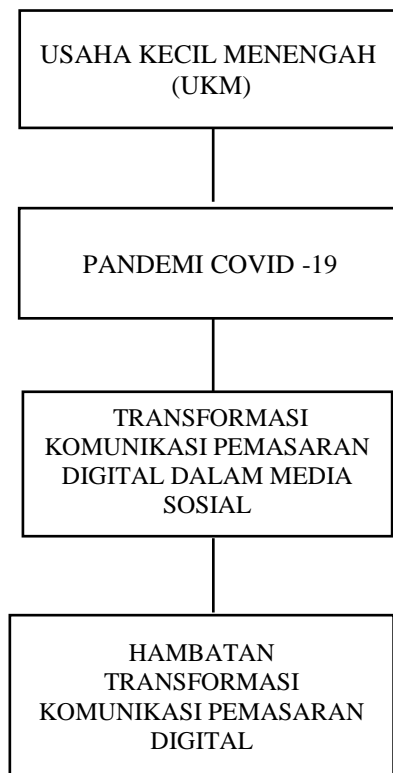 USAHA KECIL MENENGAH
(UKM)
PANDEMI COVID -19
TRANSFORMASI
KOMUNIKASI PEMASARAN
DIGITAL DALAM MEDIA
SOSIAL
HAMBATAN
TRANSFORMASI
KOMUNIKASI PEMASARAN
DIGITAL